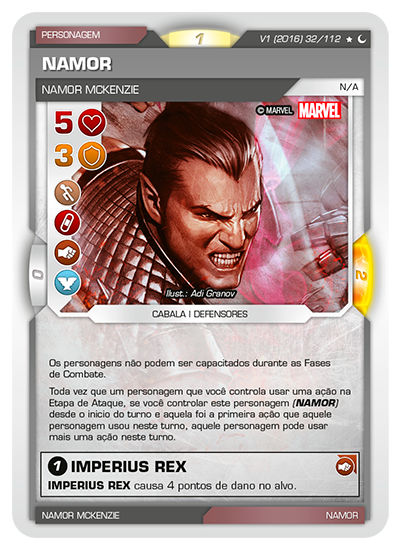 PERSONAGEM
1
V1 (2016) 32/112
NAMOR
NAMOR MCKENZIE
N/A
5
© MARVEL MARVEL
3
0
2
Ilust.: Adi Granov
CABALA | DEFENSORES
Os personagens não podem ser capacitados durante as Fases
de Combate.
Toda vez que um personagem que você controla usar uma ação na
Etapa de Ataque, se você controlar este personagem (NAMOR)
desde o inicio do turno e aquela foi a primeira ação que aquele
personagem usou neste turno, aquele personagem pode usar
mais uma ação neste turno.
1 IMPERIUS REX
IMPERIUS REX causa 4 pontos de dano no alvo.
NAMOR MCKENZIE
NAMOR